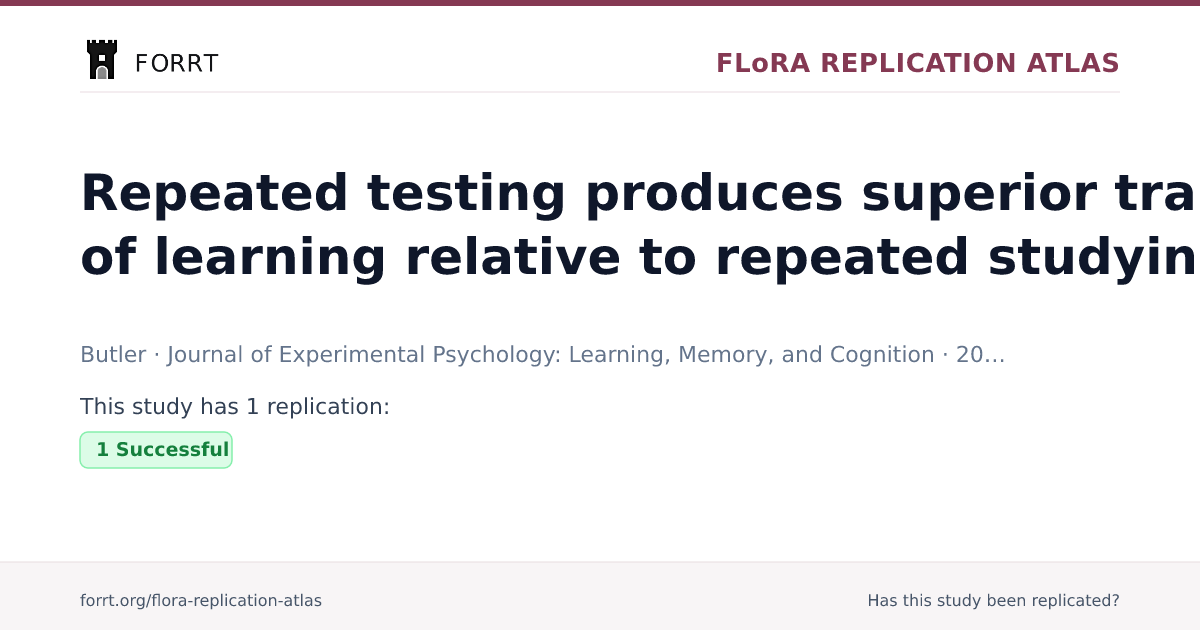 FORRT
FLoRA REPLICATION ATLAS
Repeated testing produces superior tra
of learning relative to repeated studyin
Butler · Journal of Experimental Psychology: Learning, Memory, and Cognition · 20…
This study has 1 replication:
1 Successful
forrt.org/flora-replication-atlas
Has this study been replicated?